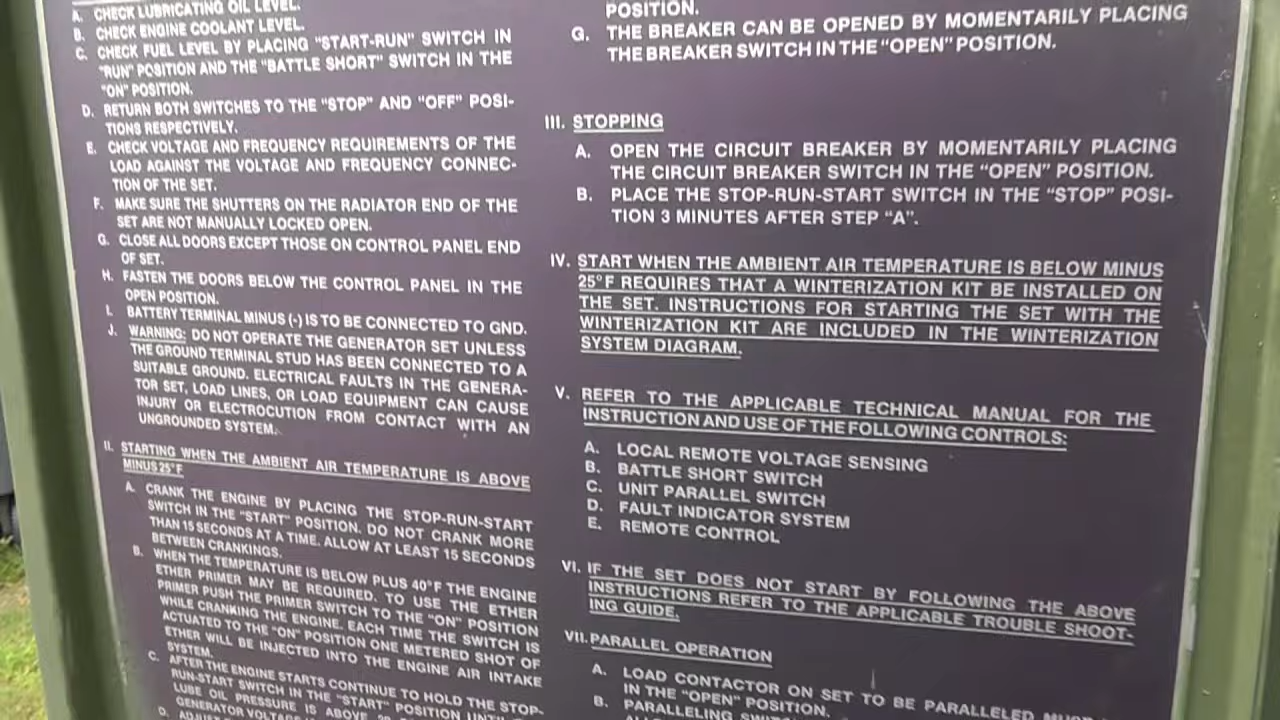 A. CHECK LUBRICATING OIL LEVEL.
B. CHECK ENGINE COOLANT LEVEL.
C. CHECK FUEL LEVEL BY PLACING "START-RUN" SWITCH IN
"RUN" POSITION AND THE "BATTLE SHORT" SWITCH IN THE
"ON" POSITION.
D. RETURN BOTH SWITCHES TO THE "STOP" AND "OFF" POSI-
TIONS RESPECTIVELY.
E. CHECK VOLTAGE AND FREQUENCY REQUIREMENTS OF THE
LOAD AGAINST THE VOLTAGE AND FREQUENCY CONNEC-
TION OF THE SET.
F. MAKE SURE THE SHUTTERS ON THE RADIATOR END OF THE
SET ARE NOT MANUALLY LOCKED OPEN.
G. CLOSE ALL DOORS EXCEPT THOSE ON CONTROL PANEL END
OF SET.
H. FASTEN THE DOORS BELOW THE CONTROL PANEL IN THE
OPEN POSITION.
I. BATTERY TERMINAL MINUS (-) IS TO BE CONNECTED TO GND.
J. WARNING: DO NOT OPERATE THE GENERATOR SET UNLESS
THE GROUND TERMINAL STUD HAS BEEN CONNECTED TO A
SUITABLE GROUND. ELECTRICAL FAULTS IN THE GENERA-
TOR SET, LOAD LINES, OR LOAD EQUIPMENT CAN CAUSE
INJURY OR ELECTROCUTION FROM CONTACT WITH AN
UNGROUNDED SYSTEM.
II. STARTING WHEN THE AMBIENT AIR TEMPERATURE IS ABOVE
MINUS 25°F
A. CRANK THE ENGINE BY PLACING THE STOP-RUN-START
SWITCH IN THE "START" POSITION. DO NOT CRANK MORE
THAN 15 SECONDS AT A TIME. ALLOW AT LEAST 15 SECONDS
BETWEEN CRANKINGS.
B. WHEN THE TEMPERATURE IS BELOW PLUS 40°F THE ENGINE
ETHER PRIMER MAY BE REQUIRED. TO USE THE ETHER
PRIMER PUSH THE PRIMER SWITCH TO THE "ON" POSITION
WHILE CRANKING THE ENGINE. EACH TIME THE SWITCH IS
ACTUATED TO THE "ON" POSITION ONE METERED SHOT OF
ETHER WILL BE INJECTED INTO THE ENGINE AIR INTAKE
SYSTEM.
C. AFTER THE ENGINE STARTS CONTINUE TO HOLD THE STOP-
RUN-START SWITCH IN THE "START" POSITION UNTIL
LUBE OIL PRESSURE IS ABOVE
GENERATOR VOLTAGE
D.
POSITION.
G. THE BREAKER CAN BE OPENED BY MOMENTARILY PLACING
THE BREAKER SWITCH IN THE "OPEN" POSITION.
III. STOPPING
A. OPEN THE CIRCUIT BREAKER BY MOMENTARILY PLACING
THE CIRCUIT BREAKER SWITCH IN THE "OPEN" POSITION.
B. PLACE THE STOP-RUN-START SWITCH IN THE "STOP" POSI-
TION 3 MINUTES AFTER STEP "A".
IV. START WHEN THE AMBIENT AIR TEMPERATURE IS BELOW MINUS
25°F REQUIRES THAT A WINTERIZATION KIT BE INSTALLED ON
THE SET. INSTRUCTIONS FOR STARTING THE SET WITH THE
WINTERIZATION KIT ARE INCLUDED IN THE WINTERIZATION
SYSTEM DIAGRAM.
V. REFER TO THE APPLICABLE TECHNICAL MANUAL FOR THE
INSTRUCTION AND USE OF THE FOLLOWING CONTROLS:
A. LOCAL REMOTE VOLTAGE SENSING
B. BATTLE SHORT SWITCH
C. UNIT PARALLEL SWITCH
D. FAULT INDICATOR SYSTEM
E. REMOTE CONTROL
VI. IF THE SET DOES NOT START BY FOLLOWING THE ABOVE
INSTRUCTIONS REFER TO THE APPLICABLE TROUBLE SHOOT-
ING GUIDE.
VII. PARALLEL OPERATION
A. LOAD CONTACTOR ON SET TO BE PARALLELED MUST
IN THE "OPEN" POSITION.
B. PARALLELING